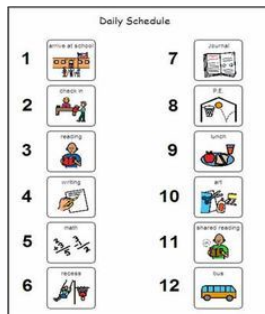 Daily Schedule
1
arrive at school
2
check in
3
reading
4
writing
5
math
6
recess
7
Journal
8
P.E.
9
lunch
10
art
11
shared reading
12
bus